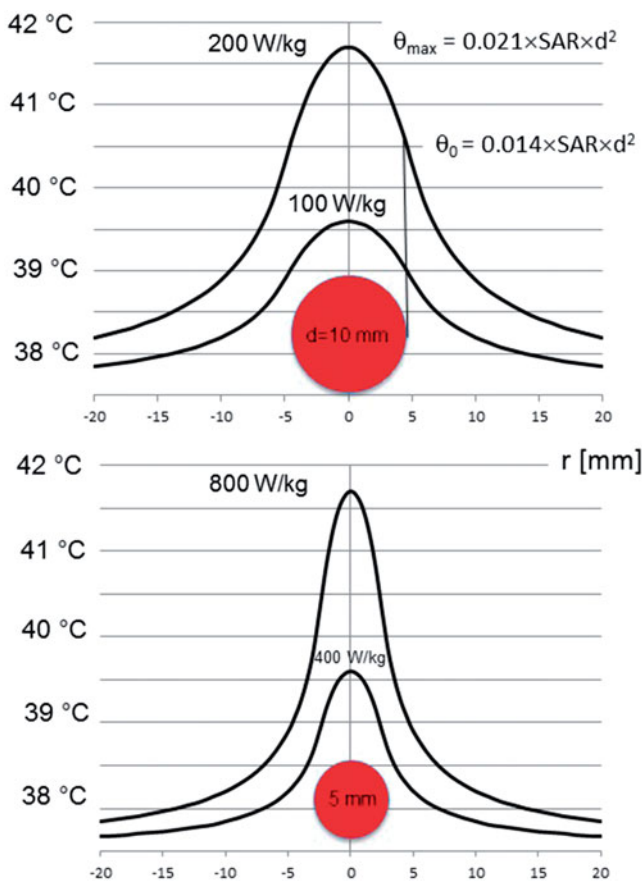 42 °C
200 W/kg
θmax = 0.021×SAR×d²
41 °C
θ0 = 0.014×SAR×d²
40 °C
100 W/kg
39 °C
38 °C
d=10 mm
-20 -15 -10 -5 0 5 10 15 20
42 °C
r [mm]
800 W/kg
41 °C
40 °C
400 W/kg
39 °C
38 °C
5 mm
-20 -15 -10 -5 0 5 10 15 20